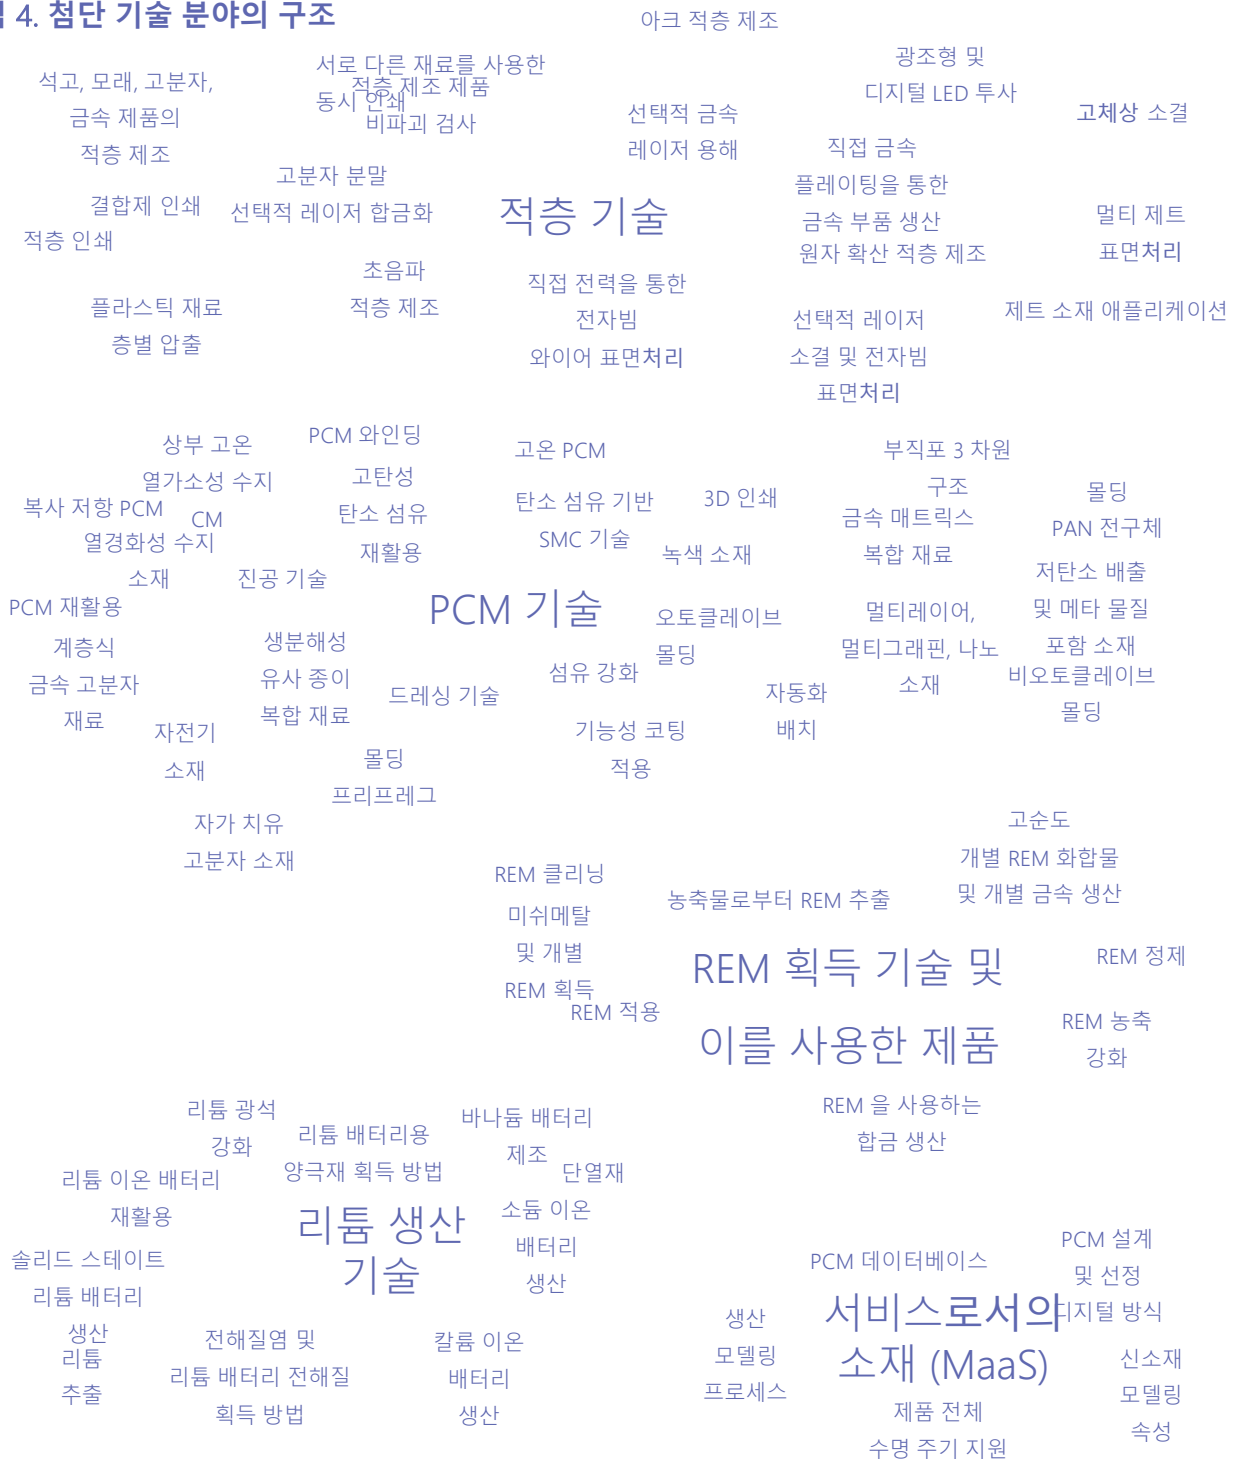 4. 첨단 기술 분야의 구조
아크 적층 제조
서로 다른 재료를 사용한
동시 인쇄
적층 제조 제품
비파괴 검사
석고, 모래, 고분자,
금속 제품의
적층 제조
광조형 및
디지털 LED 투사
선택적 금속
레이저 용해
고체상 소결
직접 금속
플레이팅을 통한
금속 부품 생산
고분자 분말
선택적 레이저 합금화
결합제 인쇄
적층 인쇄
적층 기술
멀티 제트
표면처리
원자 확산 적층 제조
초음파
적층 제조
직접 전력을 통한
전자빔
와이어 표면처리
플라스틱 재료
층별 압출
선택적 레이저
소결 및 전자빔
표면처리
제트 소재 애플리케이션
상부 고온
열가소성 수지
PCM 와인딩
고온 PCM
부직포 3 차원
구조
고탄성
탄소 섬유
재활용
탄소 섬유 기반
SMC 기술
3D 인쇄
몰딩
PAN 전구체
복사 저항 PCM
CM
열경화성 수지
소재
금속 매트릭스
복합 재료
녹색 소재
진공 기술
저탄소 배출
및 메타 물질
포함 소재
PCM 재활용
PCM 기술
오토클레이브
몰딩
멀티레이어,
멀티그래핀, 나노
소재
계층식
금속 고분자
재료
생분해성
유사 종이
복합 재료
섬유 강화
드레싱 기술
자동화
배치
비오토클레이브
몰딩
자전기
소재
기능성 코팅
적용
몰딩
프리프레그
자가 치유
고분자 소재
고순도
개별 REM 화합물
및 개별 금속 생산
REM 클리닝
농축물로부터 REM 추출
미쉬메탈
및 개별
REM 획득
REM 적용
REM 획득 기술 및
이를 사용한 제품
REM 정제
REM 농축
강화
REM 을 사용하는
합금 생산
리튬 광석
강화
리튬 배터리용
양극재 획득 방법
바나듐 배터리
제조
단열재
리튬 이온 배터리
재활용
리튬 생산
기술
소듐 이온
배터리
생산
솔리드 스테이트
리튬 배터리
생산
리튬
추출
전해질염 및
리튬 배터리 전해질
획득 방법
칼륨 이온
배터리
생산
PCM 데이터베이스
PCM 설계
및 선정
디지털 방식
생산
모델링
프로세스
서비스로서의
소재 (MaaS)
신소재
모델링
속성
제품 전체
수명 주기 지원